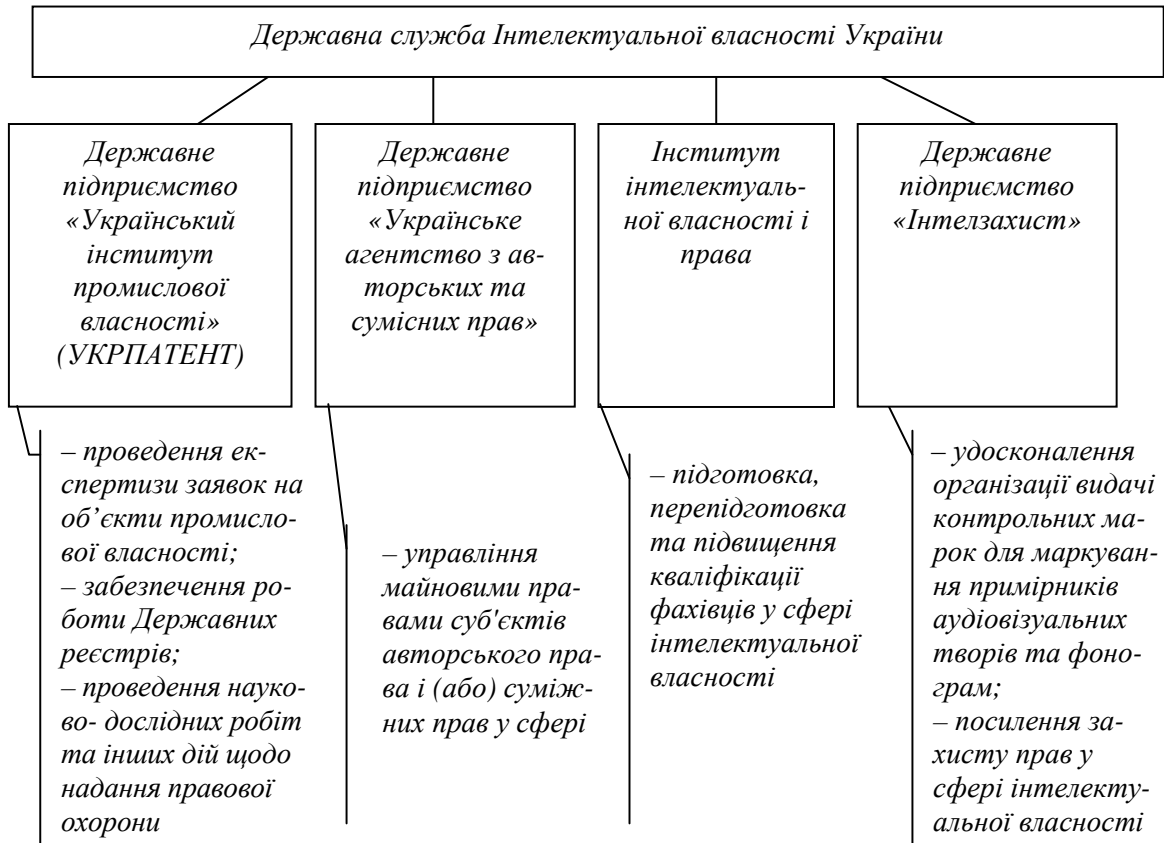 Державна служба Інтелектуальної власності України
Державне
підприємство
«Український
інститут
промислової
власності»
(УКРПАТЕНТ)
Державне
підприємство
«Українське
агентство з ав-
торських та
сумісних прав»
Інститут
інтелектуаль-
ної власності і
права
Державне
підприємство
«Інтелзахист»
– проведення ек-
спертизи заявок на
об’єкти промисло-
вої власності;
– забезпечення ро-
боти Державних
реєстрів;
– проведення науко-
во- дослідних робіт
та інших дій щодо
надання правової
охорони
– управління
майновими пра-
вами суб'єктів
авторського пра-
ва і (або) суміж-
них прав у сфері
– підготовка,
перепідготовка
та підвищення
кваліфікації
фахівців у сфері
інтелектуальної
власності
– удосконалення
організації видачі
контрольних ма-
рок для маркуван-
ня примірників
аудіовізуальних
творів та фоно-
грам;
– посилення за-
хисту прав у
сфері інтелекту-
альної власності